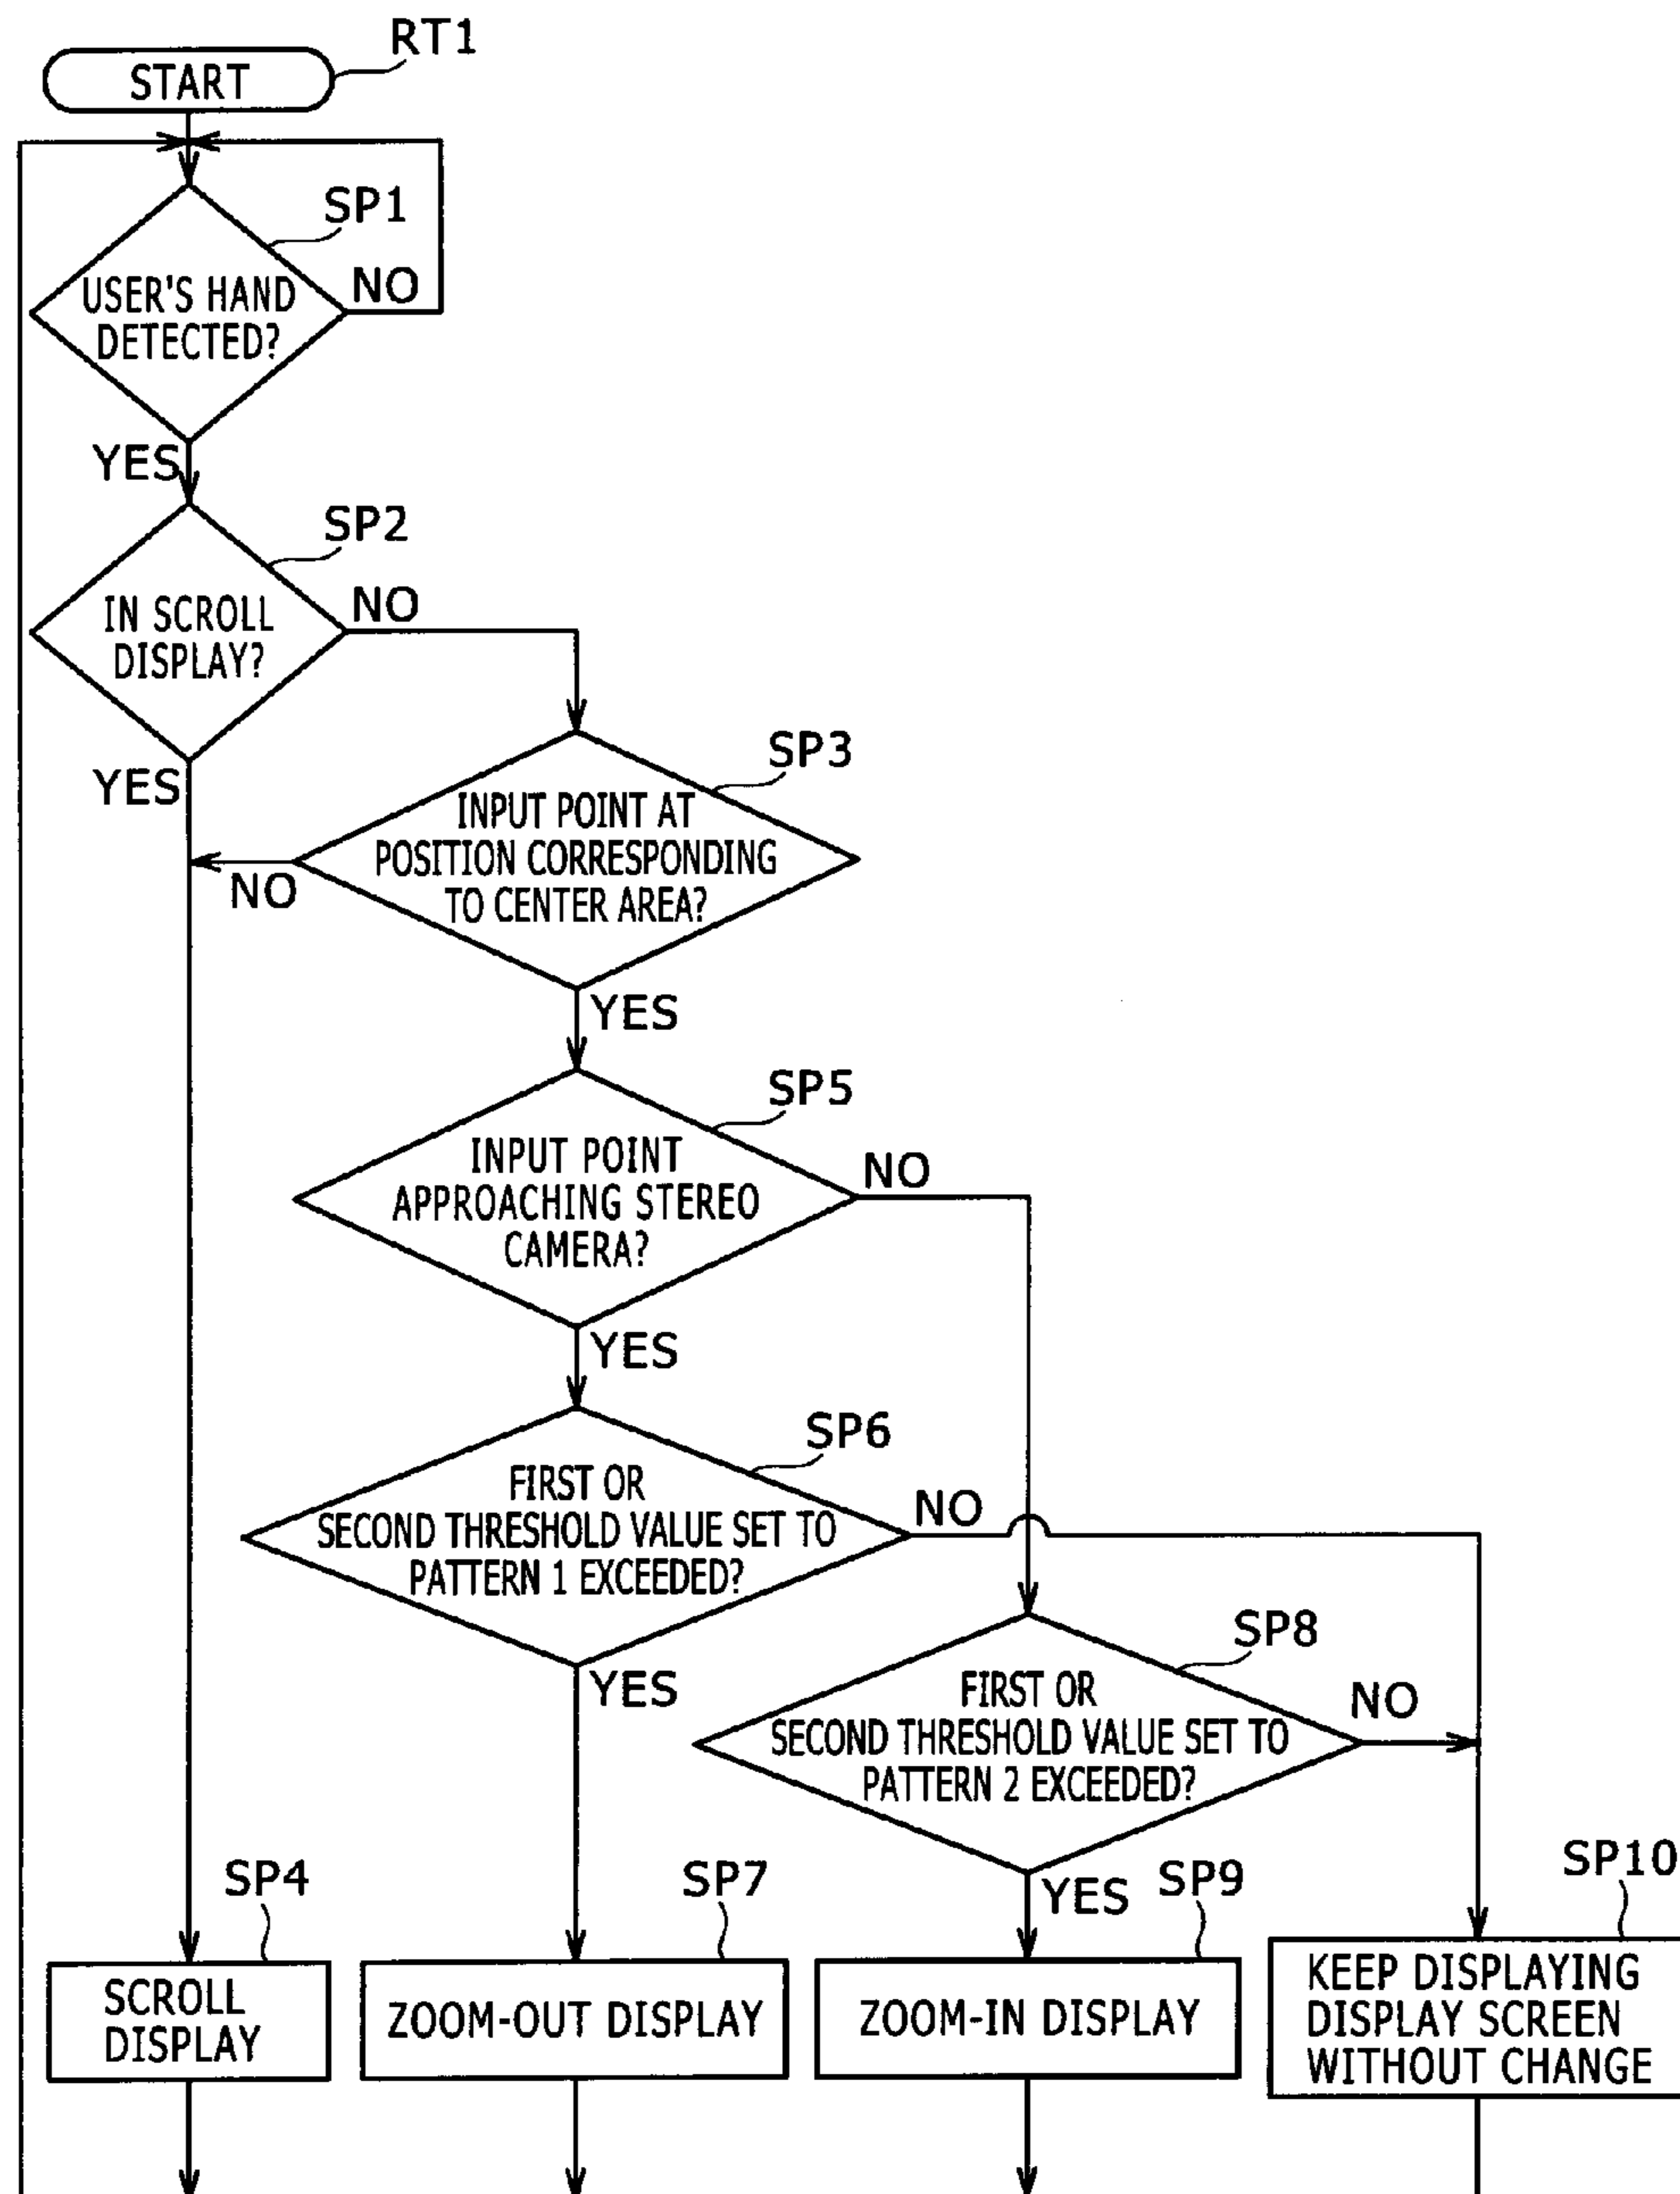 RT1
START
SP1
USER'S HAND
DETECTED?
NO
YES
SP2
IN SCROLL
DISPLAY?
NO
YES
SP3
INPUT POINT AT
POSITION CORRESPONDING
TO CENTER AREA?
NO
YES
SP5
INPUT POINT
APPROACHING STEREO
CAMERA?
NO
YES
SP6
FIRST OR
SECOND THRESHOLD VALUE SET TO
PATTERN 1 EXCEEDED?
NO
YES
SP8
FIRST OR
SECOND THRESHOLD VALUE SET TO
PATTERN 2 EXCEEDED?
NO
YES
SP4
SCROLL
DISPLAY
SP7
ZOOM-OUT DISPLAY
SP9
ZOOM-IN DISPLAY
SP10
KEEP DISPLAYING
DISPLAY SCREEN
WITHOUT CHANGE